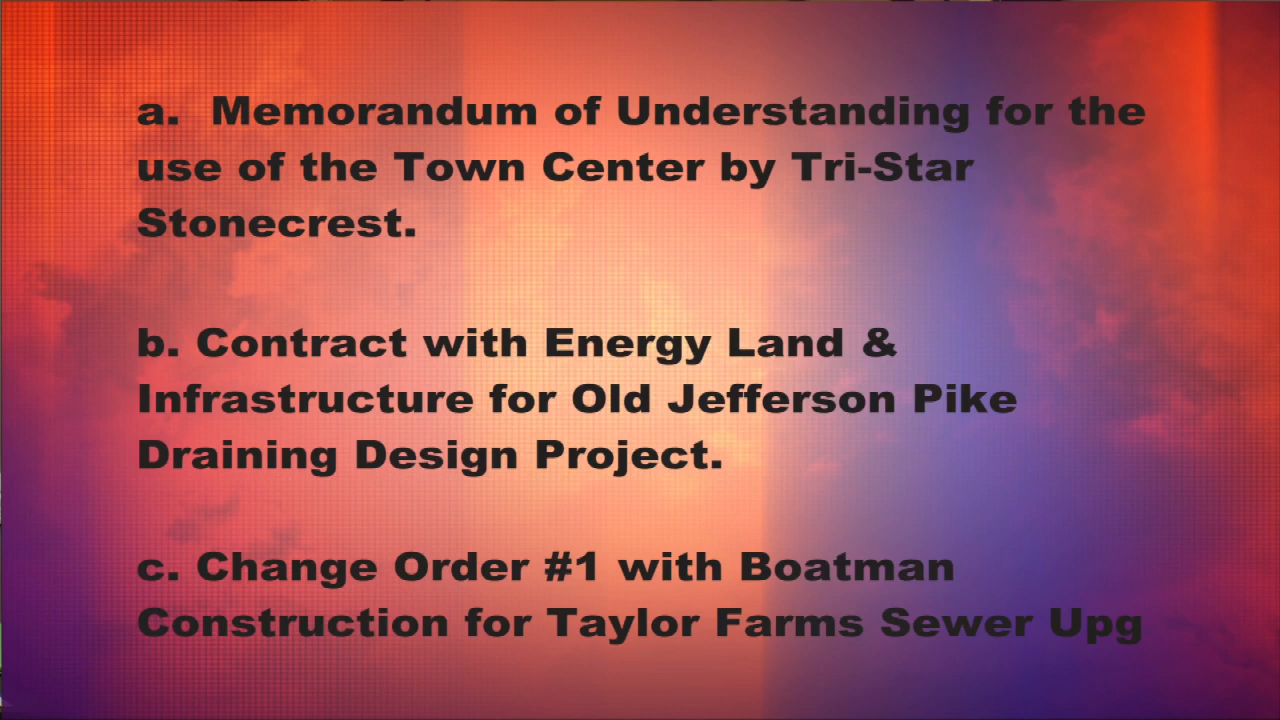 a.  Memorandum of Understanding for the
use of the Town Center by Tri-Star
Stonecrest.
b. Contract with Energy Land &
Infrastructure for Old Jefferson Pike
Draining Design Project.
c. Change Order #1 with Boatman
Construction for Taylor Farms Sewer Upg